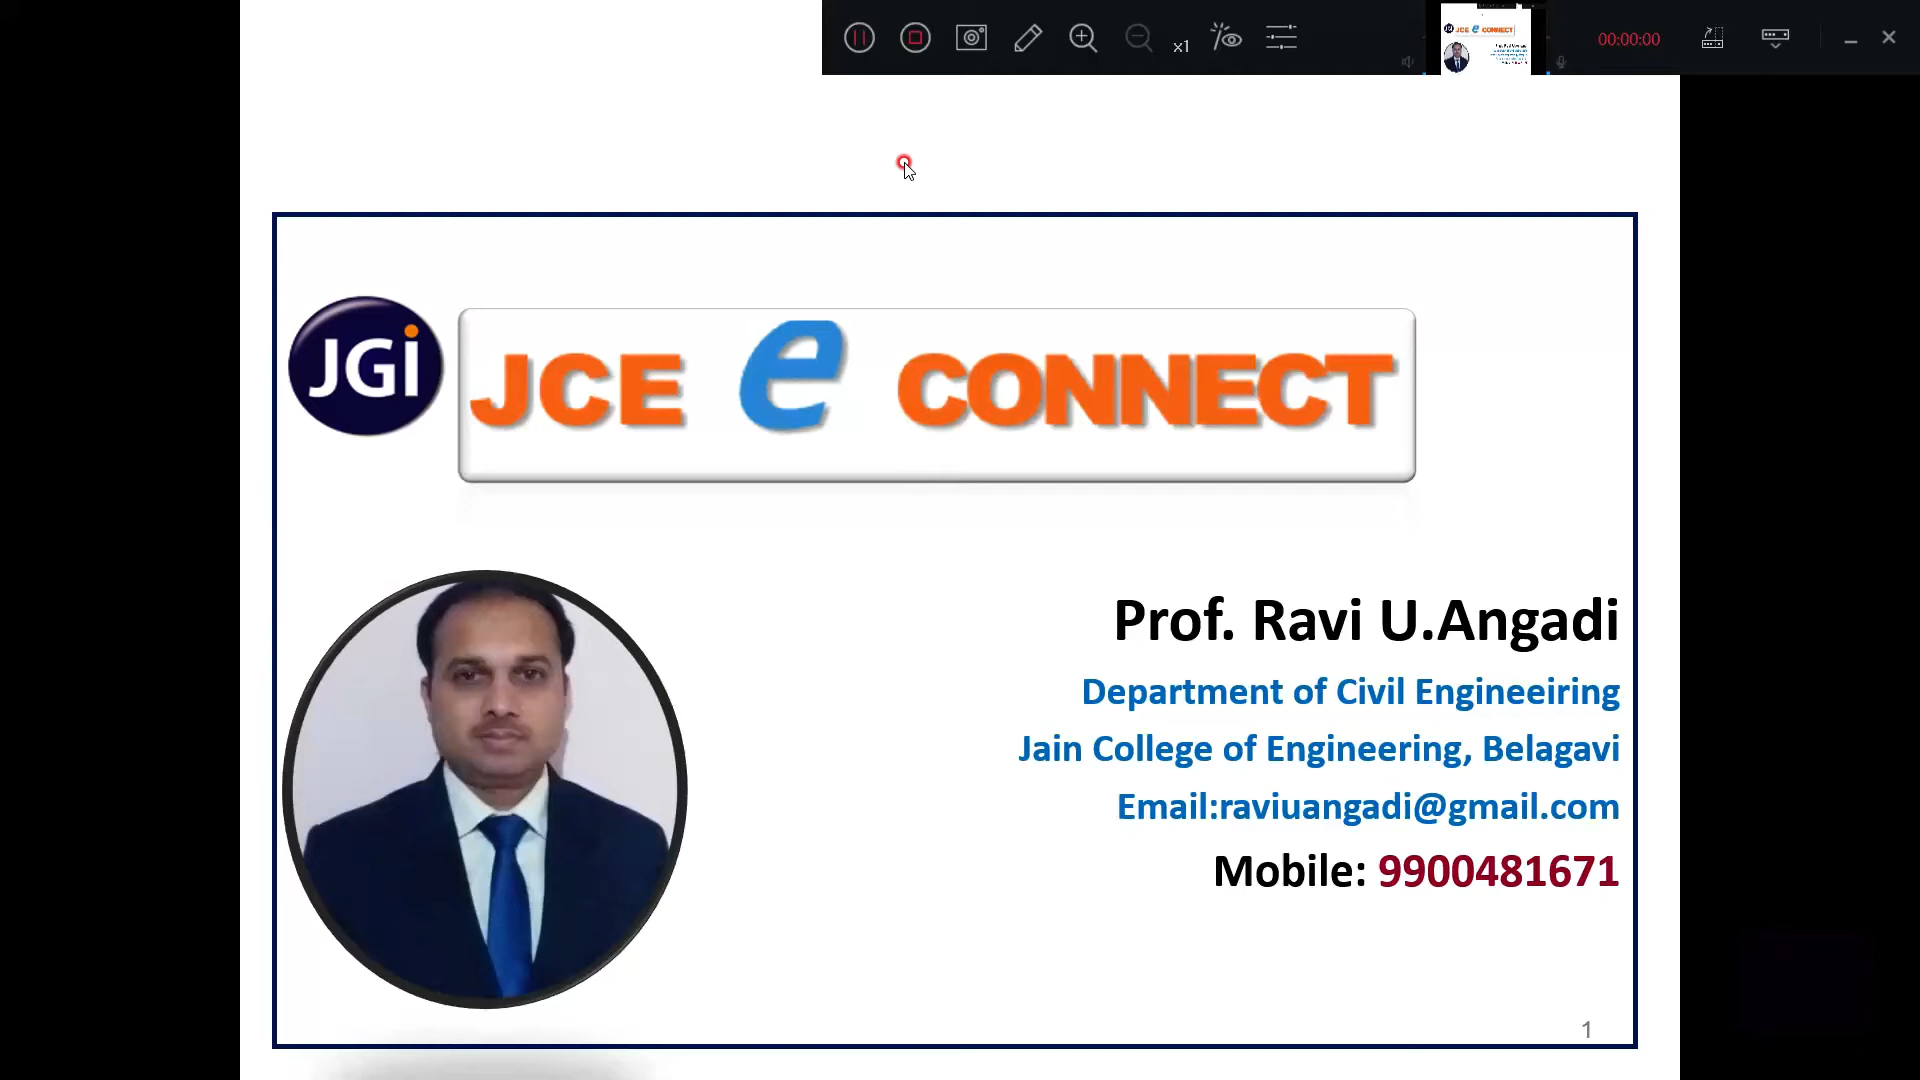 x1
00:00:00
JGi
JCE e CONNECT
Prof. Ravi U.Angadi
Department of Civil Engineeiring
Jain College of Engineering, Belagavi
Email:raviuangadi@gmail.com
Mobile: 9900481671
1